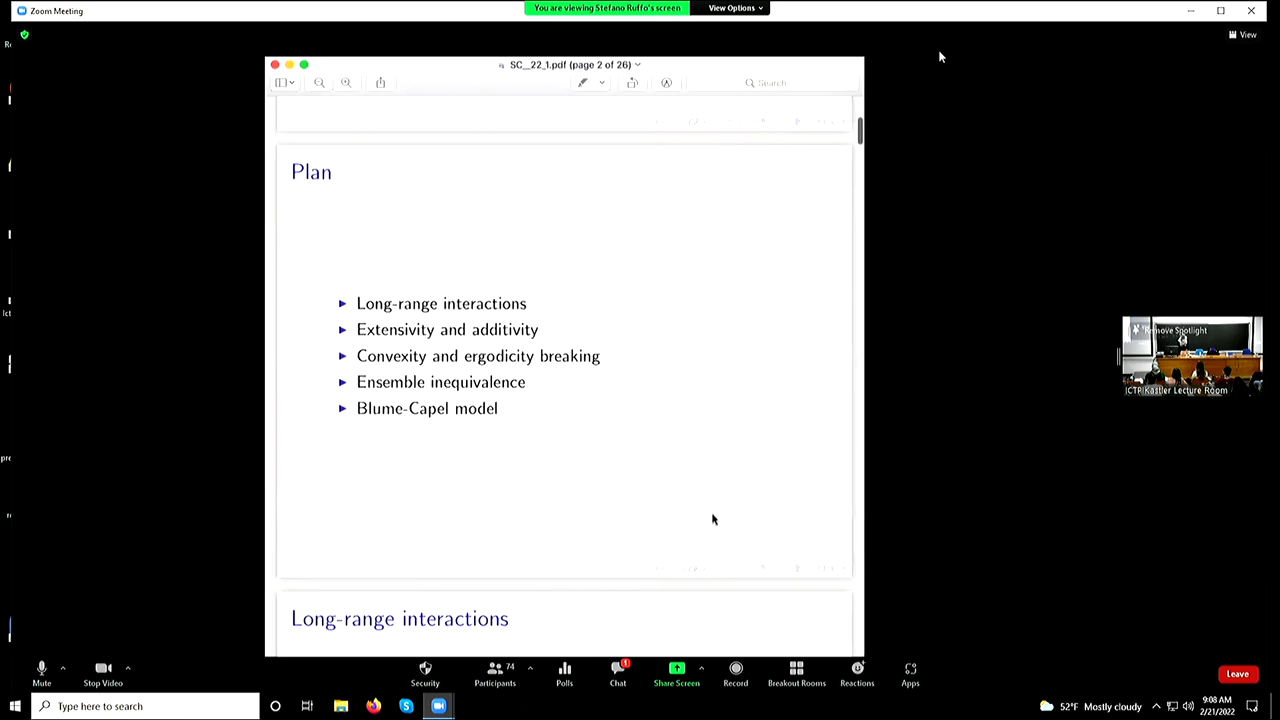 Zoom Meeting
You are viewing Stefano Ruffo's screen
View Options
View
SC__22_1.pdf (page 2 of 26)
Search
Plan
Long-range interactions
Extensivity and additivity
Convexity and ergodicity breaking
Ensemble inequivalence
Blume-Capel model
Long-range interactions
Remove Spotlight
ICTP Kastler Lecture Room
Mute
Stop Video
Security
Participants
74
Polls
Chat
1
Share Screen
Record
Breakout Rooms
Reactions
Apps
Leave
Type here to search
52°F Mostly cloudy
9:08 AM
2/21/2022